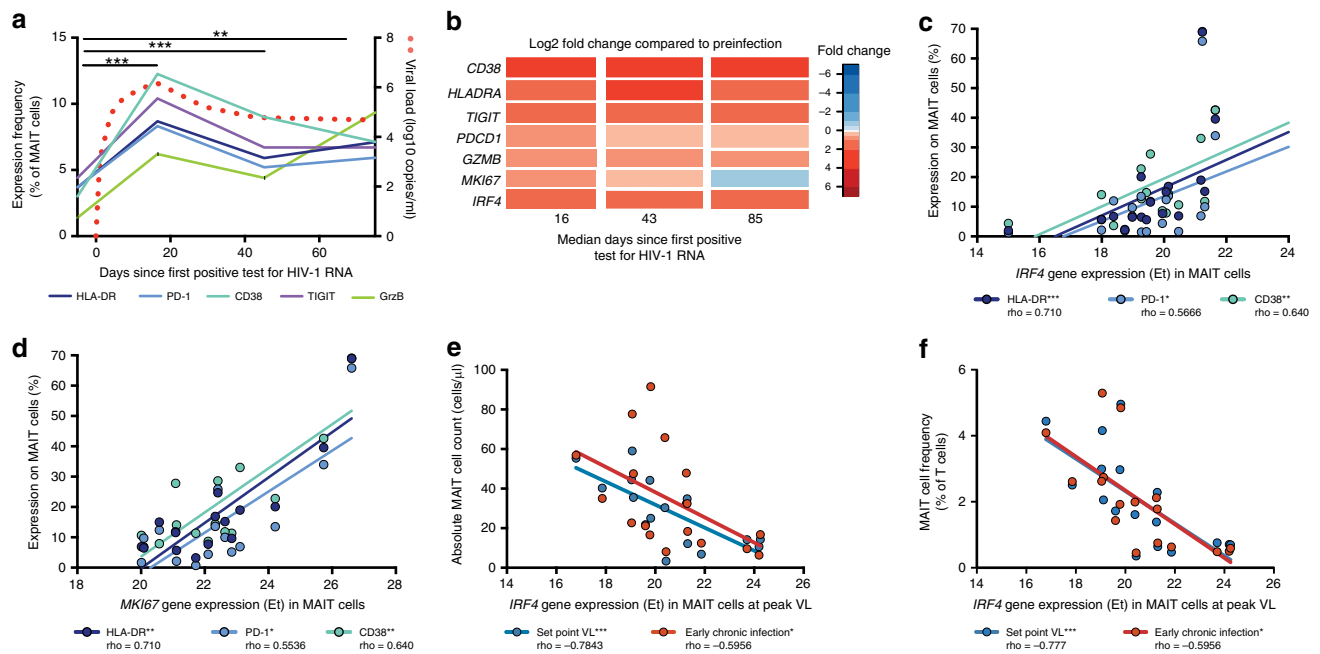 a
15
10
5
0
Expression frequency
(% of MAIT cells)
**
***
***
8
6
4
2
0
Viral load (log10 copies/ml)
0
20
40
60
Days since first positive test for HIV-1 RNA
HLA-DR
PD-1
CD38
TIGIT
GrzB
b
Log2 fold change compared to preinfection
Fold change
CD38
HLADRA
TIGIT
PDCD1
GZMB
MKI67
IRF4
–6
–4
–2
0
2
4
6
16
43
85
Median days since first positive
test for HIV-1 RNA
c
70
60
50
40
30
20
10
0
Expression on MAIT cells (%)
14
16
18
20
22
24
IRF4 gene expression (Et) in MAIT cells
HLA-DR***
rho = 0.710
PD-1*
rho = 0.5666
CD38**
rho = 0.640
d
70
60
50
40
30
20
10
0
Expression on MAIT cells (%)
18
20
22
24
26
28
MKI67 gene expression (Et) in MAIT cells
HLA-DR**
rho = 0.710
PD-1*
rho = 0.5536
CD38**
rho = 0.640
e
100
80
60
40
20
0
Absolute MAIT cell count (cells/µl)
14
16
18
20
22
24
26
IRF4 gene expression (Et) in MAIT cells at peak VL
Set point VL***
rho = –0.7843
Early chronic infection*
rho = –0.5956
f
6
4
2
0
MAIT cell frequency
(% of T cells)
14
16
18
20
22
24
26
IRF4 gene expression (Et) in MAIT cells at peak VL
Set point VL***
rho = –0.777
Early chronic infection*
rho = –0.5956